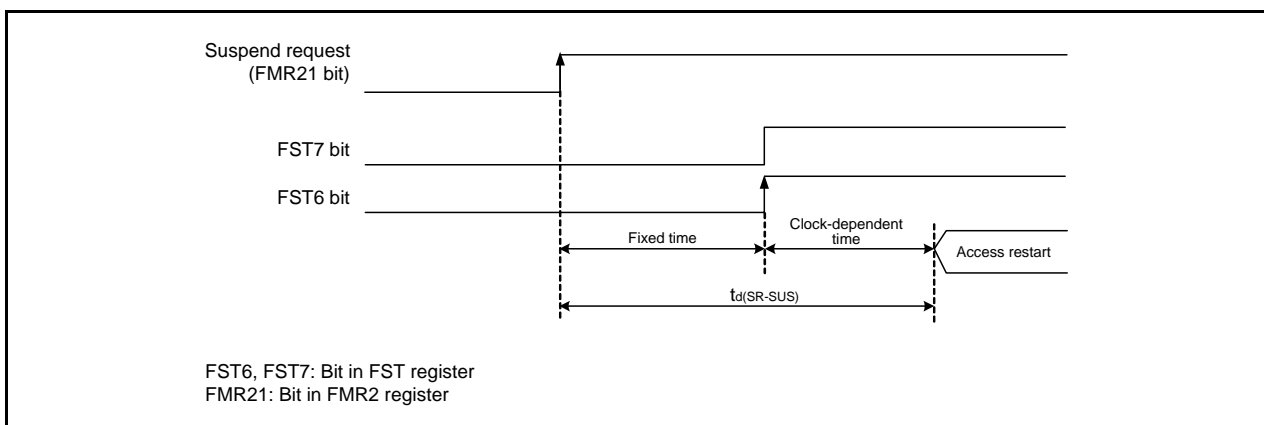 Suspend request
(FMR21 bit)
FST7 bit
FST6 bit
Fixed time
Clock-dependent
time
Access restart
td(SR-SUS)
FST6, FST7: Bit in FST register
FMR21: Bit in FMR2 register